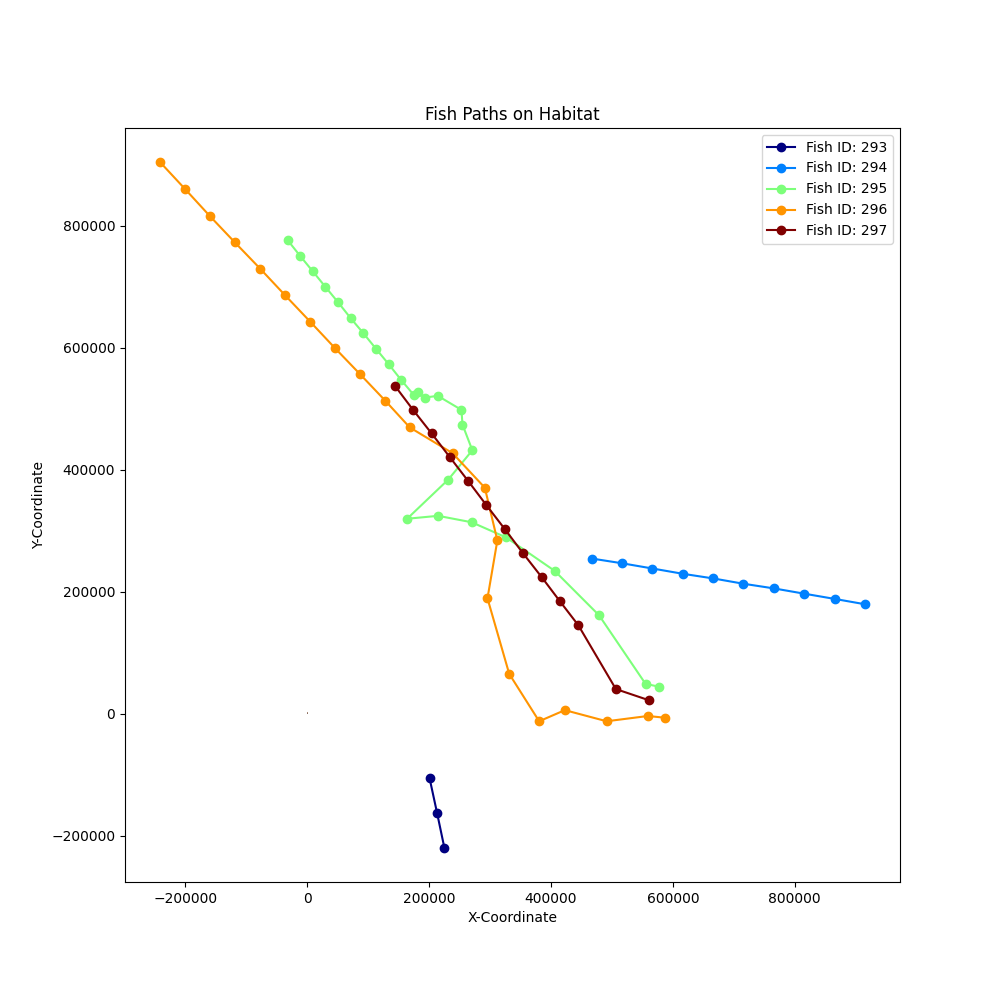 Fish Paths on Habitat
Fish ID: 293
Fish ID: 294
Fish ID: 295
Fish ID: 296
Fish ID: 297
800000
600000
400000
200000
0
−200000
Y-Coordinate
−200000 0 200000 400000 600000 800000
X-Coordinate